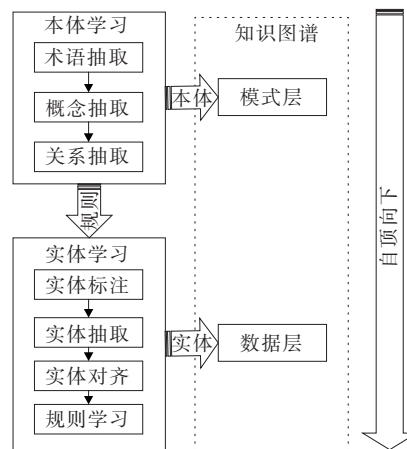 本体学习
术语抽取
概念抽取
关系抽取
本体
知识图谱
模式层
规则
实体学习
实体标注
实体抽取
实体对齐
规则学习
实体
数据层
自顶向下